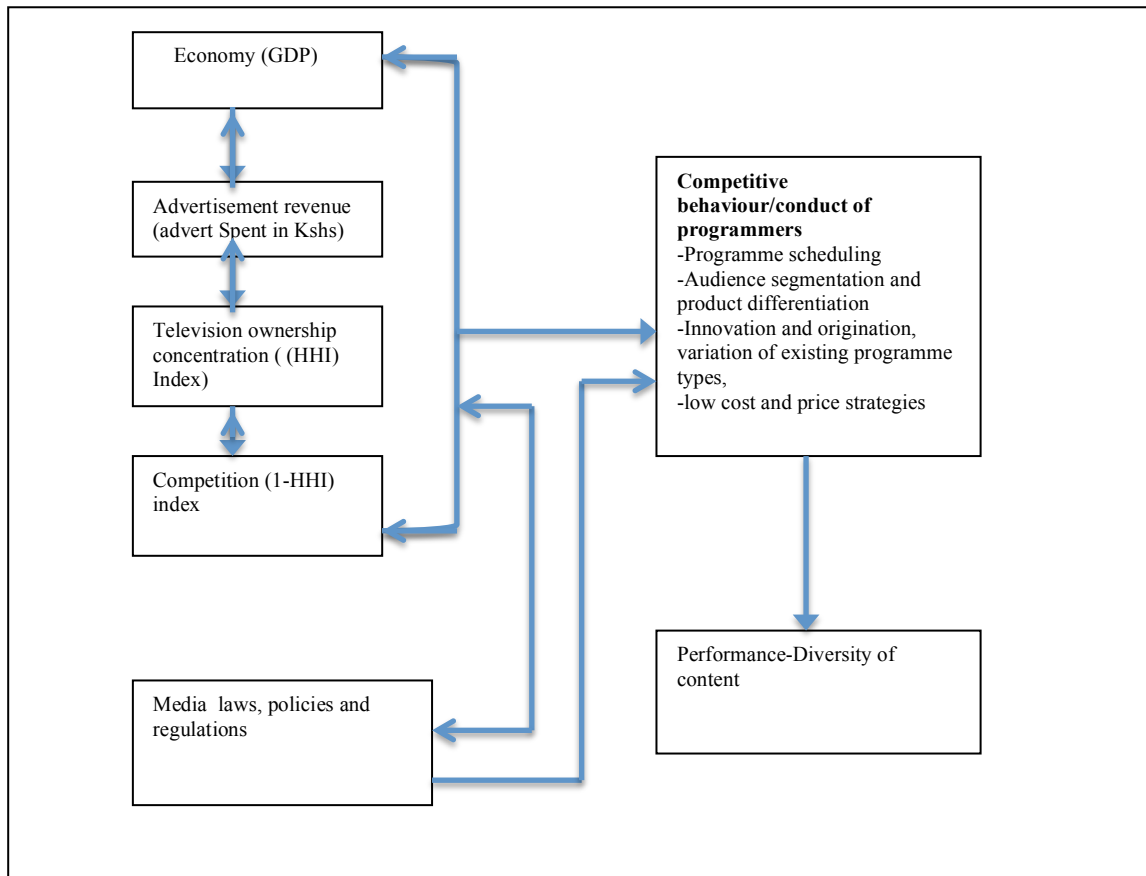 Economy (GDP)
Advertisement revenue
(advert Spent in Kshs)
Television ownership
concentration ( (HHI)
Index)
Competition (1-HHI)
index
Media  laws, policies and
regulations
Competitive
behaviour/conduct of
programmers
-Programme scheduling
-Audience segmentation and
product differentiation
-Innovation and origination,
variation of existing programme
types,
-low cost and price strategies
Performance-Diversity of
content